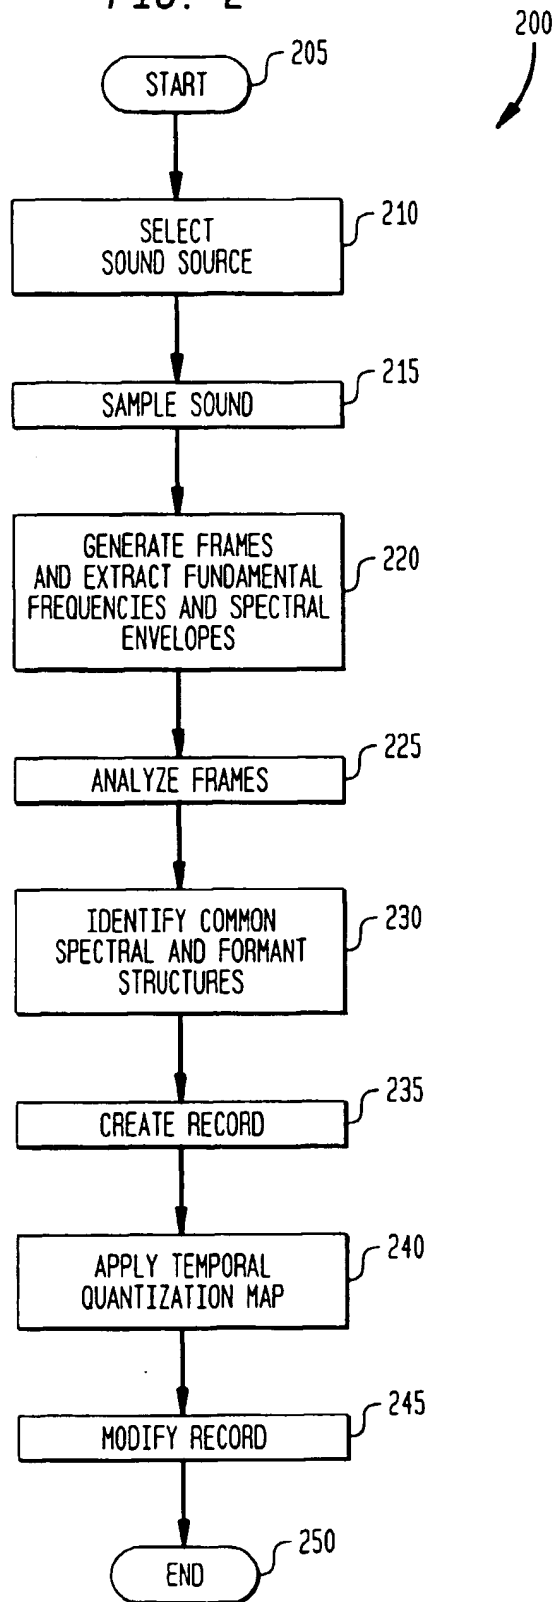 FIG. 2
200
205
START
210
SELECT
SOUND SOURCE
215
SAMPLE SOUND
220
GENERATE FRAMES
AND EXTRACT FUNDAMENTAL
FREQUENCIES AND SPECTRAL
ENVELOPES
225
ANALYZE FRAMES
230
IDENTIFY COMMON
SPECTRAL AND FORMANT
STRUCTURES
235
CREATE RECORD
240
APPLY TEMPORAL
QUANTIZATION MAP
245
MODIFY RECORD
250
END